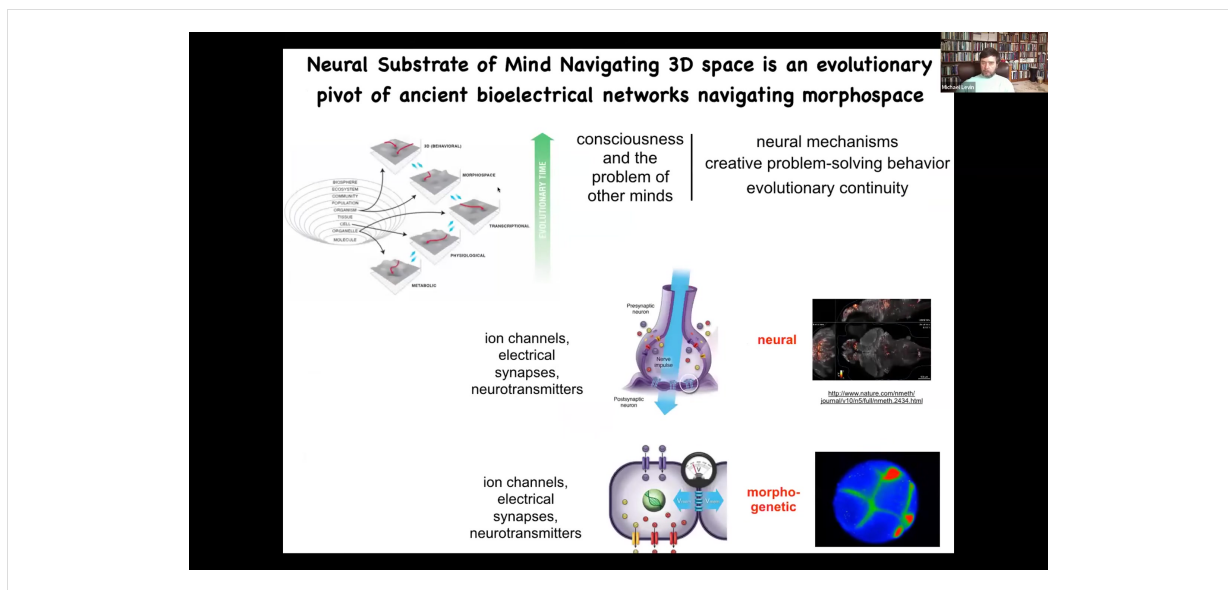 Neural Substrate of Mind Navigating 3D space is an evolutionary
pivot of ancient bioelectrical networks navigating morphospace
Michael Levin
3D (BEHAVIORAL)
MORPHOSPACE
TRANSCRIPTIONAL
PHYSIOLOGICAL
METABOLIC
BIOSPHERE
ECOSYSTEM
COMMUNITY
POPULATION
ORGANISM
TISSUE
CELL
ORGANELLE
MOLECULE
EVOLUTIONARY TIME
consciousness
and the
problem of
other minds
neural mechanisms
creative problem-solving behavior
evolutionary continuity
ion channels,
electrical
synapses,
neurotransmitters
Presynaptic
neuron
Nerve
impulse
Postsynaptic
neuron
neural
http://www.nature.com/nmeth/
journal/v10/n5/full/nmeth.2434.html
ion channels,
electrical
synapses,
neurotransmitters
morpho-
genetic